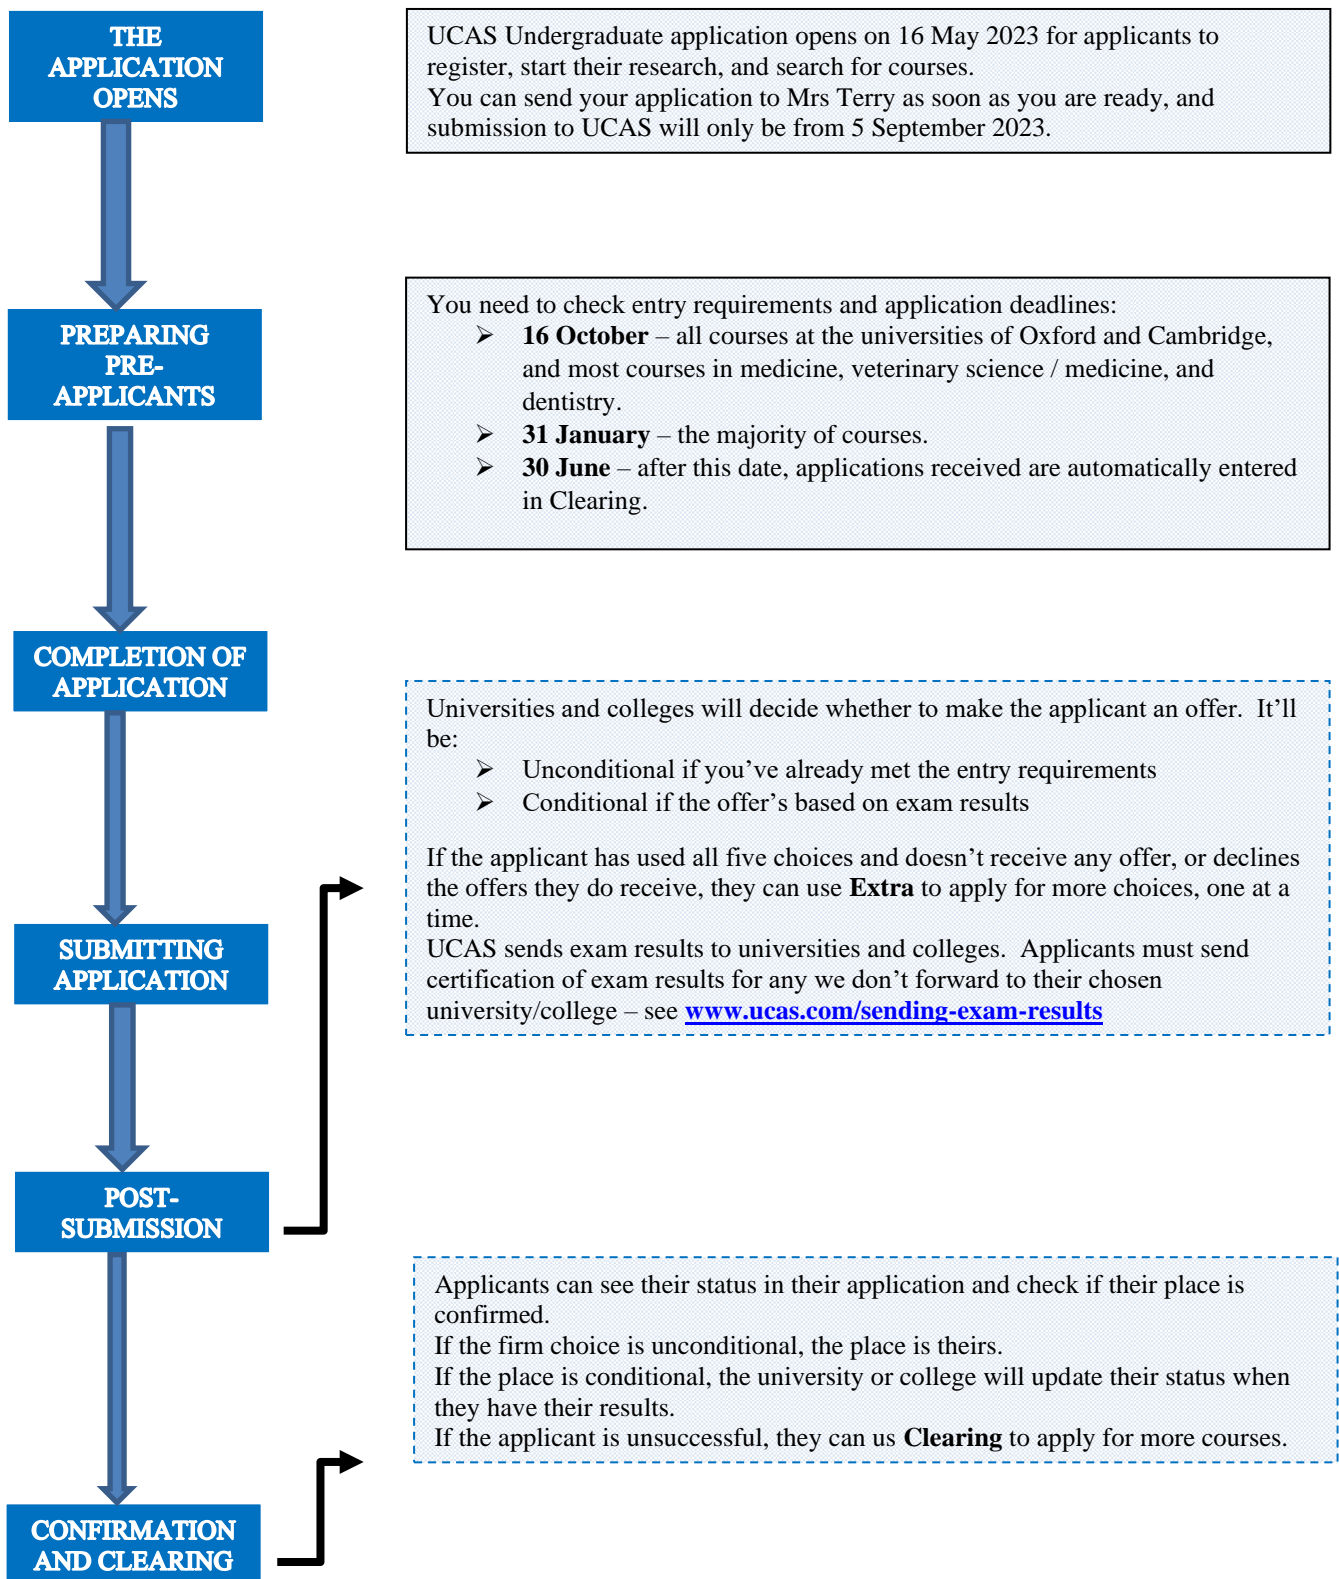 THE
APPLICATION
OPENS
UCAS Undergraduate application opens on 16 May 2023 for applicants to
register, start their research, and search for courses.
You can send your application to Mrs Terry as soon as you are ready, and
submission to UCAS will only be from 5 September 2023.
PREPARING
PRE-
APPLICANTS
You need to check entry requirements and application deadlines:
➢ 16 October – all courses at the universities of Oxford and Cambridge,
and most courses in medicine, veterinary science / medicine, and
dentistry.
➢ 31 January – the majority of courses.
➢ 30 June – after this date, applications received are automatically entered
in Clearing.
COMPLETION OF
APPLICATION
Universities and colleges will decide whether to make the applicant an offer.  It’ll
be:
➢ Unconditional if you’ve already met the entry requirements
➢ Conditional if the offer’s based on exam results
If the applicant has used all five choices and doesn’t receive any offer, or declines
the offers they do receive, they can use Extra to apply for more choices, one at a
time.
UCAS sends exam results to universities and colleges.  Applicants must send
certification of exam results for any we don’t forward to their chosen
university/college – see www.ucas.com/sending-exam-results
SUBMITTING
APPLICATION
POST-
SUBMISSION
Applicants can see their status in their application and check if their place is
confirmed.
If the firm choice is unconditional, the place is theirs.
If the place is conditional, the university or college will update their status when
they have their results.
If the applicant is unsuccessful, they can us Clearing to apply for more courses.
CONFIRMATION
AND CLEARING